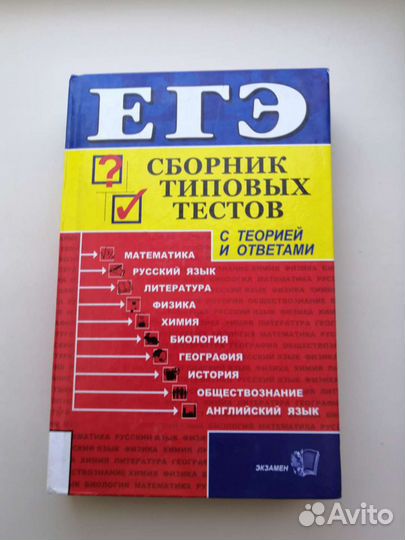 ЕГЭ
СБОРНИК
ТИПОВЫХ
ТЕСТОВ
С ТЕОРИЕЙ
И ОТВЕТАМИ
МАТЕМАТИКА
РУССКИЙ ЯЗЫК
ЛИТЕРАТУРА
ФИЗИКА
ХИМИЯ
БИОЛОГИЯ
ГЕОГРАФИЯ
ИСТОРИЯ
ОБЩЕСТВОЗНАНИЕ
АНГЛИЙСКИЙ ЯЗЫК
ЭКЗАМЕН
Avito